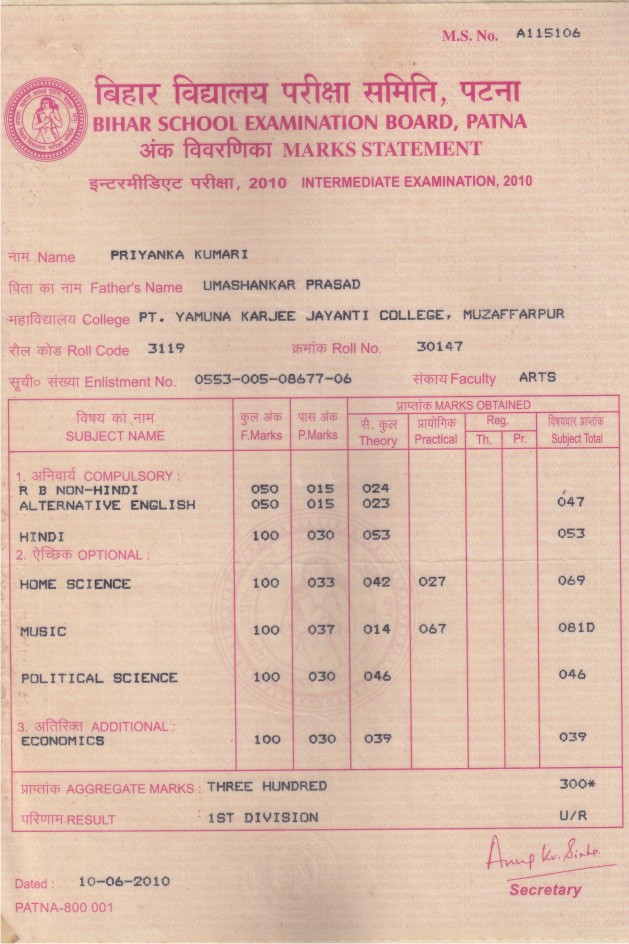 M.S. No. A115106
बिहार विद्यालय परीक्षा समिति, पटना
BIHAR SCHOOL EXAMINATION BOARD, PATNA
अंक विवरणिका MARKS STATEMENT
इन्टरमीडिएट परीक्षा, 2010 INTERMEDIATE EXAMINATION, 2010
नाम Name PRIYANKA KUMARI
पिता का नाम Father's Name UMASHANKAR PRASAD
महाविद्यालय College PT. YAMUNA KARJEE JAYANTI COLLEGE, MUZAFFARPUR
रौल कोड Roll Code 3119 क्रमांक Roll No. 30147
सूची० संख्या Enlistment No. 0553-005-08677-06 संकाय Faculty ARTS
प्राप्तांक MARKS OBTAINED
विषय का नाम कुल अंक पास अंक सै. कुल प्रायोगिक Reg. विषयवार प्राप्तांक
SUBJECT NAME F.Marks P.Marks Theory Practical Th. Pr. Subject Total
1. अनिवार्य COMPULSORY :
R B NON-HINDI 050 015 024
ALTERNATIVE ENGLISH 050 015 023 047
HINDI 100 030 053 053
2. ऐच्छिक OPTIONAL :
HOME SCIENCE 100 033 042 027 069
MUSIC 100 037 014 067 081D
POLITICAL SCIENCE 100 030 046 046
3. अतिरिक्त ADDITIONAL :
ECONOMICS 100 030 039 039
प्राप्तांक AGGREGATE MARKS : THREE HUNDRED 300*
परिणाम RESULT : 1ST DIVISION U/R
Anup Kr. Sinha
Dated : 10-06-2010 Secretary
PATNA-800 001